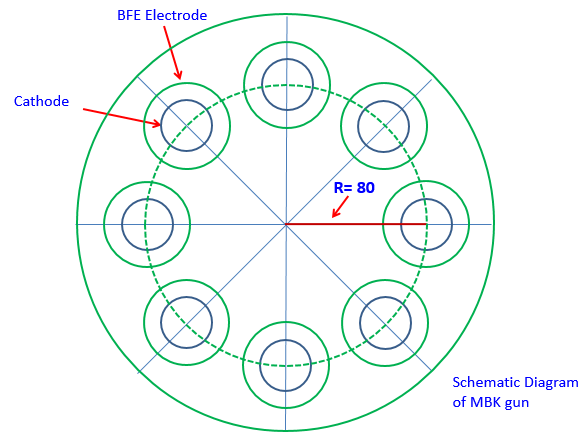 BFE Electrode
Cathode
R= 80
Schematic Diagram
of MBK gun